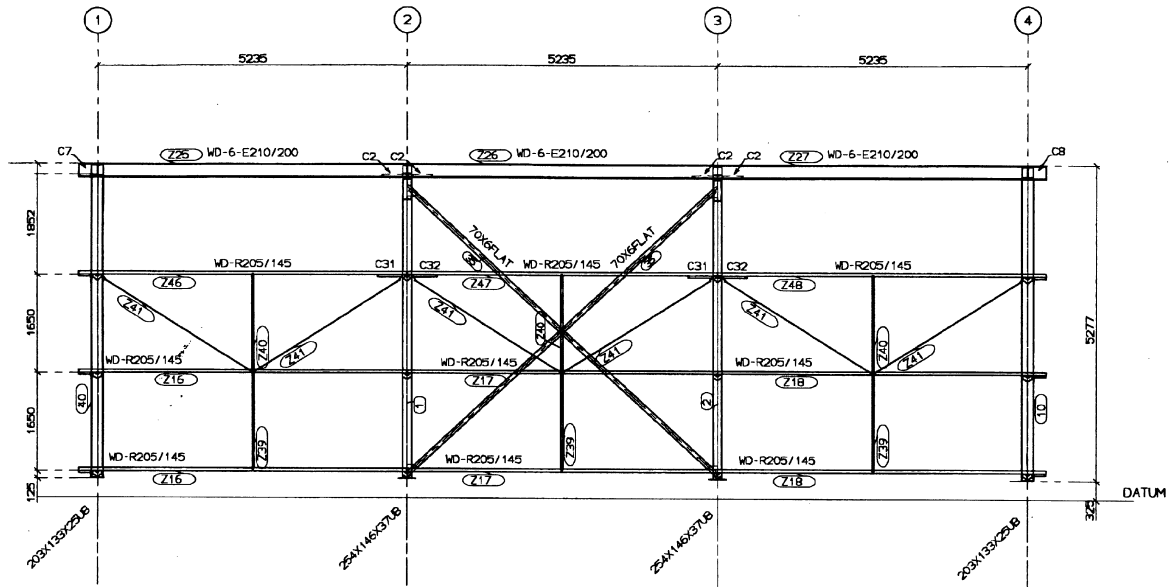 1 2 3 4
5235 5235 5235
C7 Z25 WD-6-E210/200 C2 C2 Z26 WD-6-E210/200 C2 C2 Z27 WD-6-E210/200 C8
1852
70X6FLAT 70X6FLAT
35 35
WD-R205/145 C31 C32 WD-R205/145 C31 C32 WD-R205/145
Z46 Z47 Z48
Z41 Z41 Z41 Z41 Z41 Z41
1650
Z40 Z40 Z40
5277
WD-R205/145 WD-R205/145 WD-R205/145
Z16 Z17 Z18
40 1 2 10
1650
Z39 Z39 Z39
WD-R205/145 WD-R205/145 WD-R205/145
Z16 Z17 Z18
125
DATUM
325
203X133X25UB 254X146X37UB 254X146X37UB 203X133X25UB